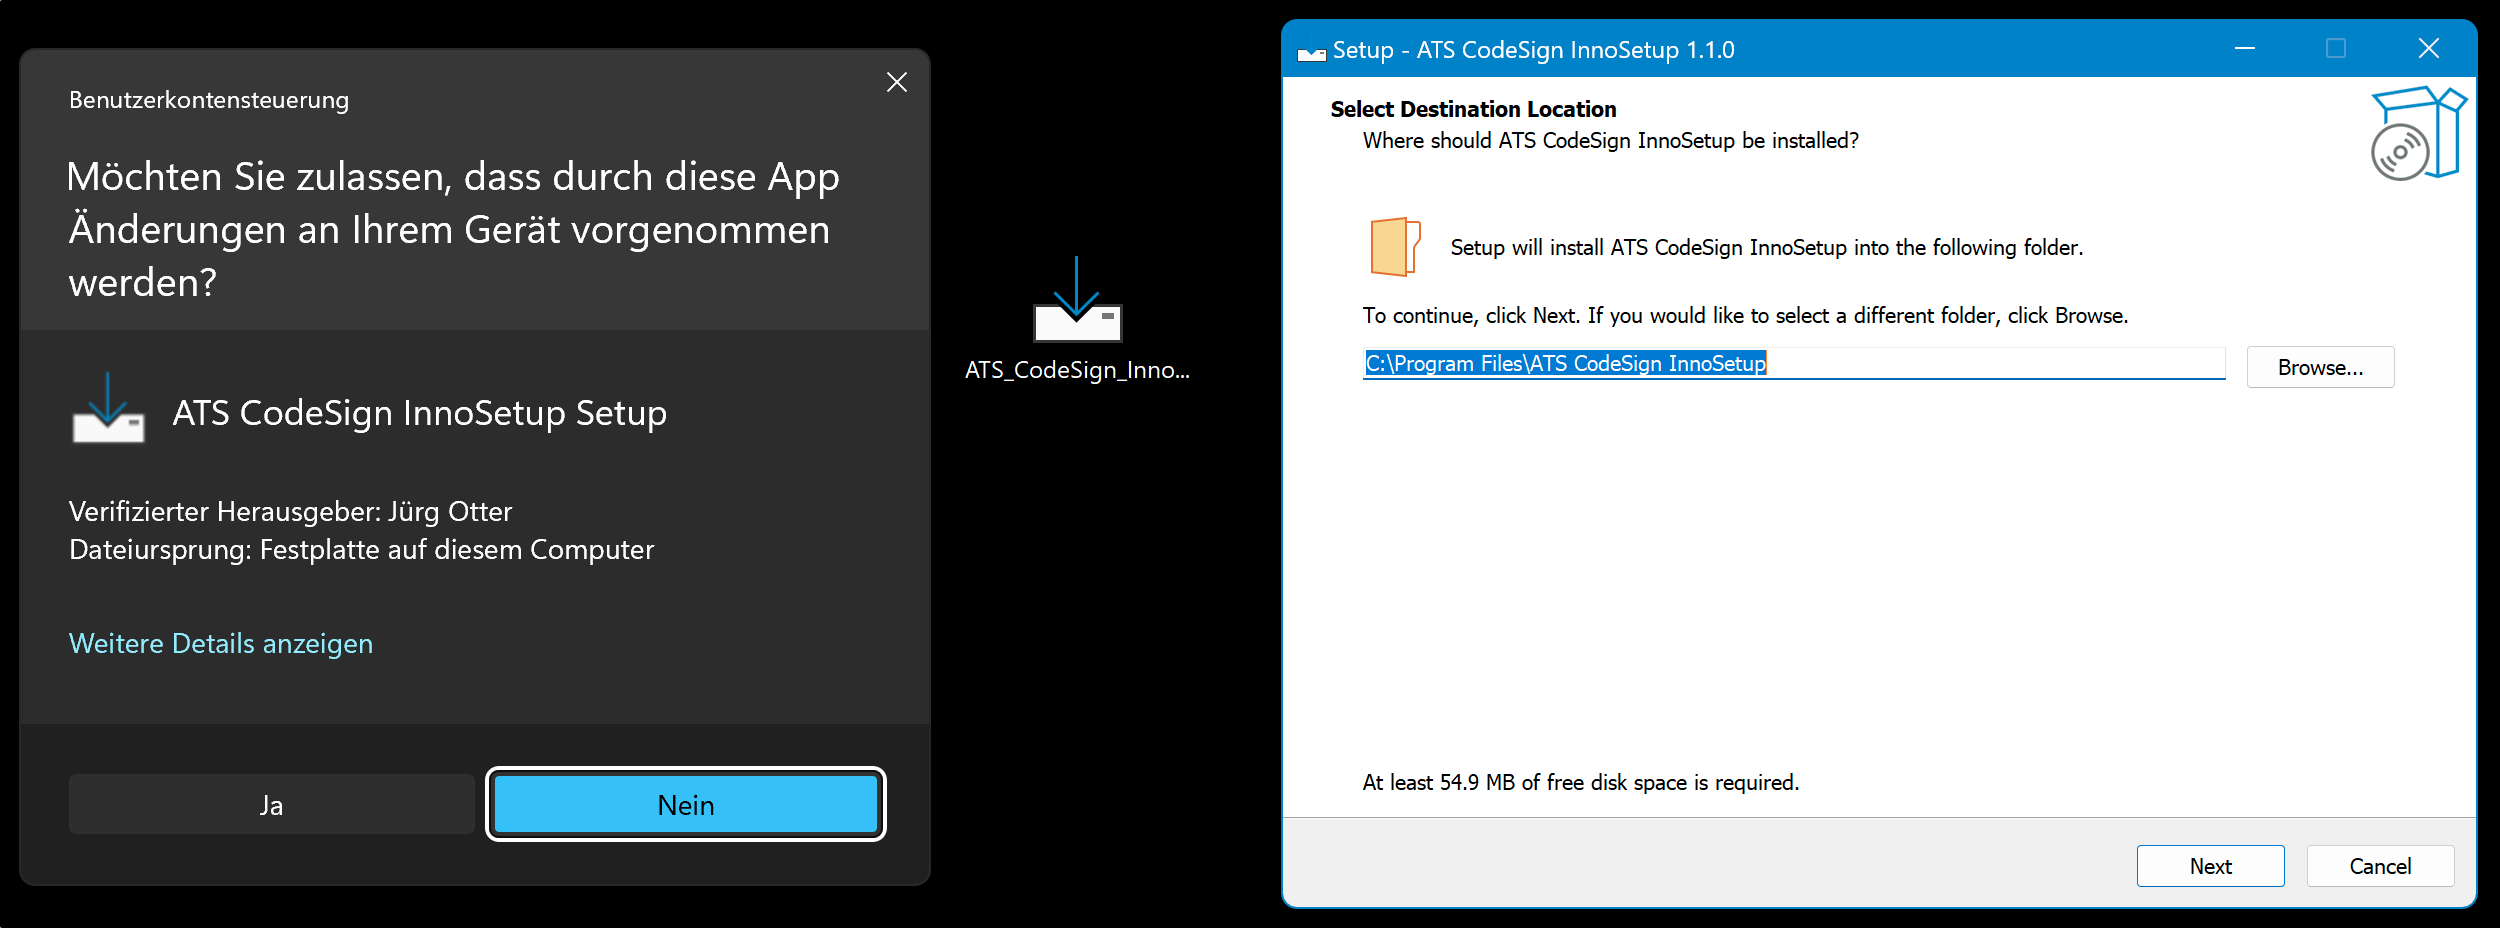 Benutzerkontensteuerung
Möchten Sie zulassen, dass durch diese App
Änderungen an Ihrem Gerät vorgenommen
werden?
ATS CodeSign InnoSetup Setup
Verifizierter Herausgeber: Jürg Otter
Dateiursprung: Festplatte auf diesem Computer
Weitere Details anzeigen
Ja
Nein
ATS_CodeSign_Inno...
Setup - ATS CodeSign InnoSetup 1.1.0
Select Destination Location
Where should ATS CodeSign InnoSetup be installed?
Setup will install ATS CodeSign InnoSetup into the following folder.
To continue, click Next. If you would like to select a different folder, click Browse.
C:\Program Files\ATS CodeSign InnoSetup
Browse...
At least 54.9 MB of free disk space is required.
Next
Cancel